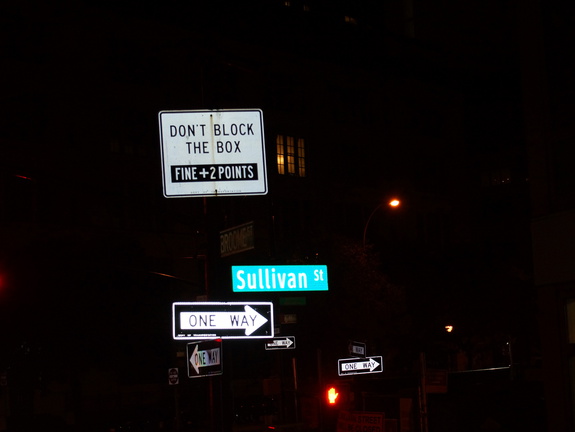 DON'T BLOCK
THE BOX
FINE+2 POINTS
Sullivan St
ONE WAY
ONE WAY
ONE WAY